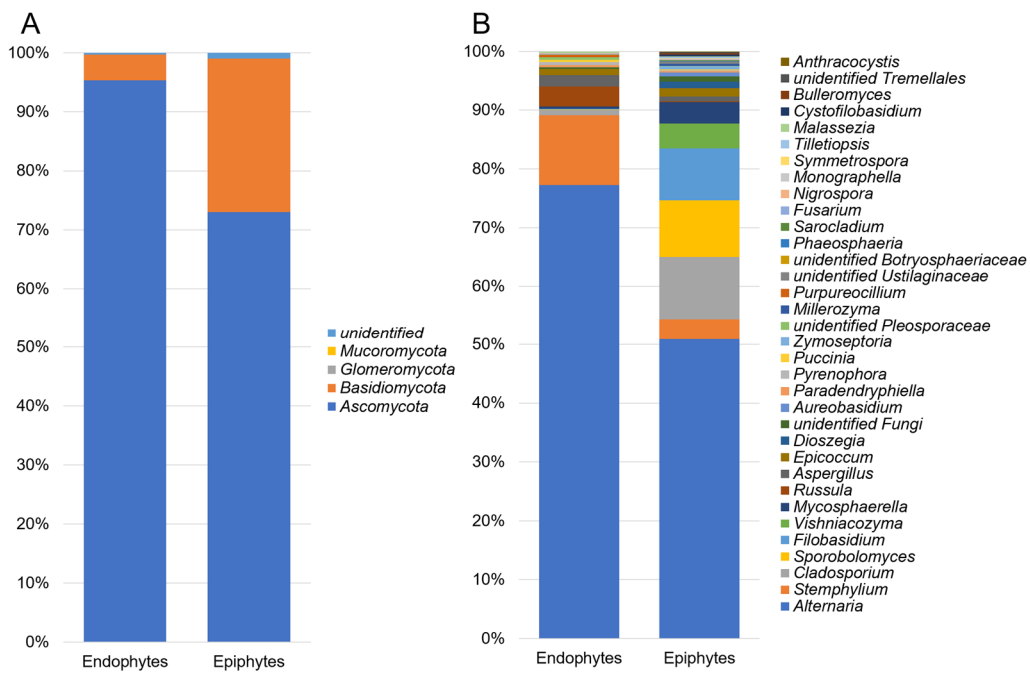 A
100%
90%
80%
70%
60%
50%
40%
30%
20%
10%
0%
Endophytes
Epiphytes
unidentified
Mucoromycota
Glomeromycota
Basidiomycota
Ascomycota
B
100%
90%
80%
70%
60%
50%
40%
30%
20%
10%
0%
Endophytes
Epiphytes
Anthracocystis
unidentified Tremellales
Bulleromyces
Cystofilobasidium
Malassezia
Tilletiopsis
Symmetrospora
Monographella
Nigrospora
Fusarium
Sarocladium
Phaeosphaeria
unidentified Botryosphaeriaceae
unidentified Ustilaginaceae
Purpureocillium
Millerozyma
unidentified Pleosporaceae
Zymoseptoria
Puccinia
Pyrenophora
Paradendryphiella
Aureobasidium
unidentified Fungi
Dioszegia
Epicoccum
Aspergillus
Russula
Mycosphaerella
Vishniacozyma
Filobasidium
Sporobolomyces
Cladosporium
Stemphylium
Alternaria